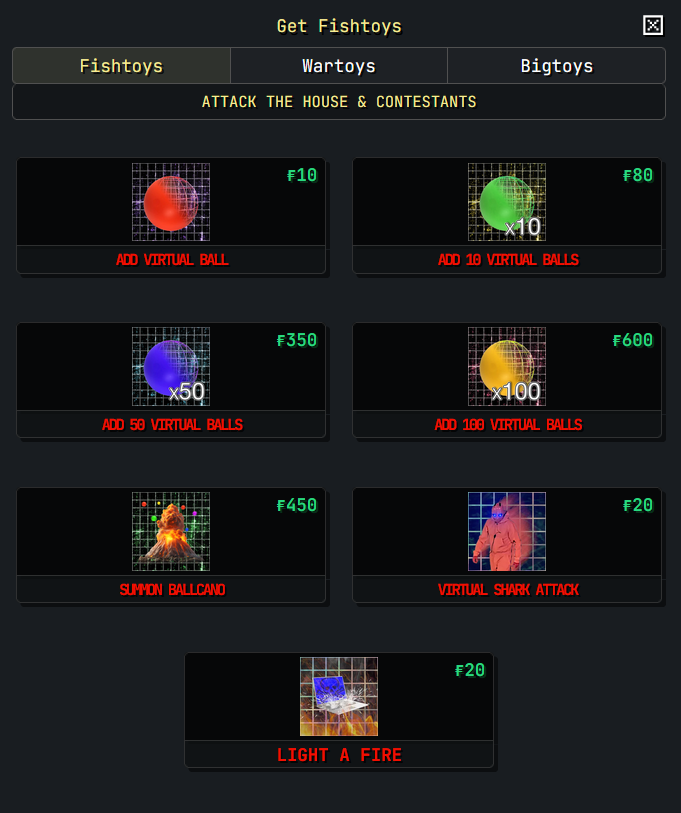 Get Fishtoys
Fishtoys Wartoys Bigtoys
ATTACK THE HOUSE & CONTESTANTS
₣10
ADD VIRTUAL BALL
₣80
x10
ADD 10 VIRTUAL BALLS
₣350
x50
ADD 50 VIRTUAL BALLS
₣600
x100
ADD 100 VIRTUAL BALLS
₣450
SUMMON BALLCANO
₣20
VIRTUAL SHARK ATTACK
₣20
LIGHT A FIRE